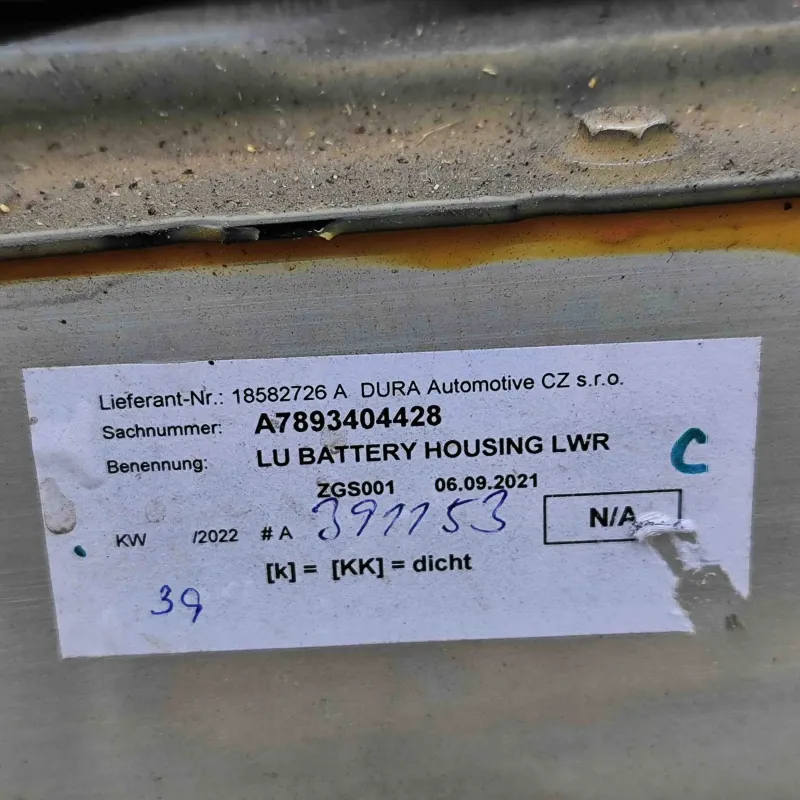 Lieferant-Nr.: 18582726 A DURA Automotive CZ s.r.o.
Sachnummer: A7893404428
Benennung: LU BATTERY HOUSING LWR
ZGS001 06.09.2021
C
KW /2022 # A 391153 N/A
[k] = [KK] = dicht
39